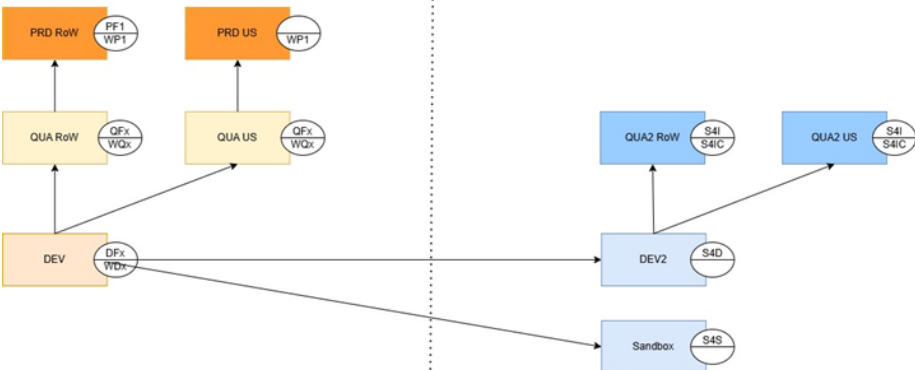 PRD RoW
PF1
WP1
PRD US
WP1
QUA RoW
QFx
WQx
QUA US
QFx
WQx
QUA2 RoW
S4I
S4IC
QUA2 US
S4I
S4IC
DEV
DFx
WDx
DEV2
S4D
Sandbox
S4S